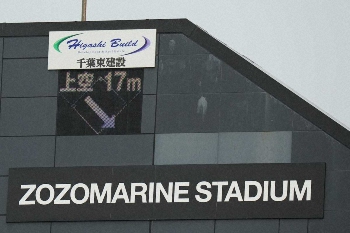 Higashi Build
千葉東建設
上空 17m
ZOZOMARINE STADIUM